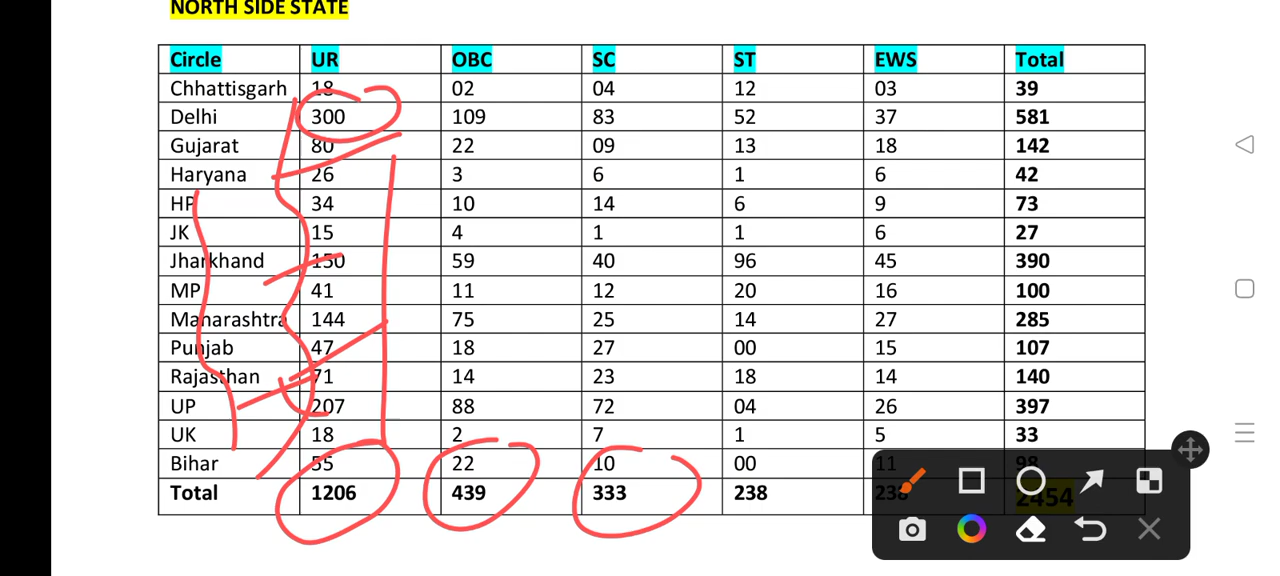 NORTH SIDE STATE
Circle UR OBC SC ST EWS Total
Chhattisgarh 18 02 04 12 03 39
Delhi 300 109 83 52 37 581
Gujarat 80 22 09 13 18 142
Haryana 26 3 6 1 6 42
HP 34 10 14 6 9 73
JK 15 4 1 1 6 27
Jharkhand 150 59 40 96 45 390
MP 41 11 12 20 16 100
Maharashtra 144 75 25 14 27 285
Punjab 47 18 27 00 15 107
Rajasthan 71 14 23 18 14 140
UP 207 88 72 04 26 397
UK 18 2 7 1 5 33
Bihar 55 22 10 00 11 98
Total 1206 439 333 238 238 2454